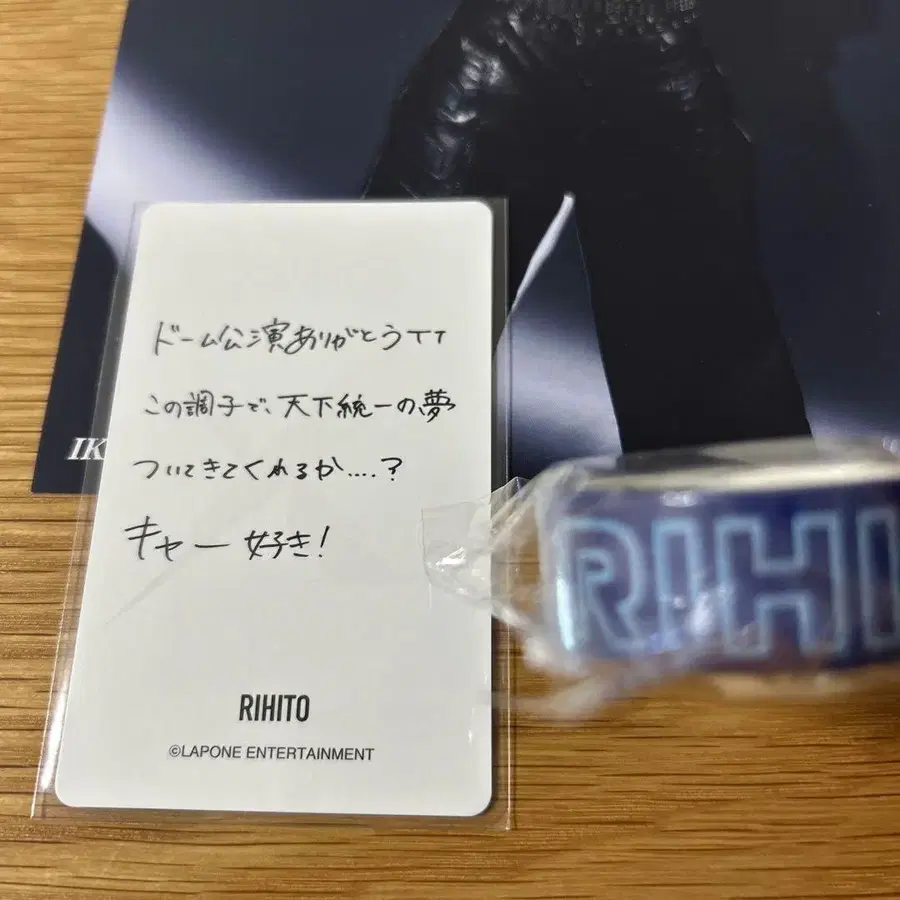 ドーム公演ありがとうTT
この調子で、天下統一の夢
ついてきてくれるか....?
キャー好き!
RIHITO
©LAPONE ENTERTAINMENT
IK
RIHI